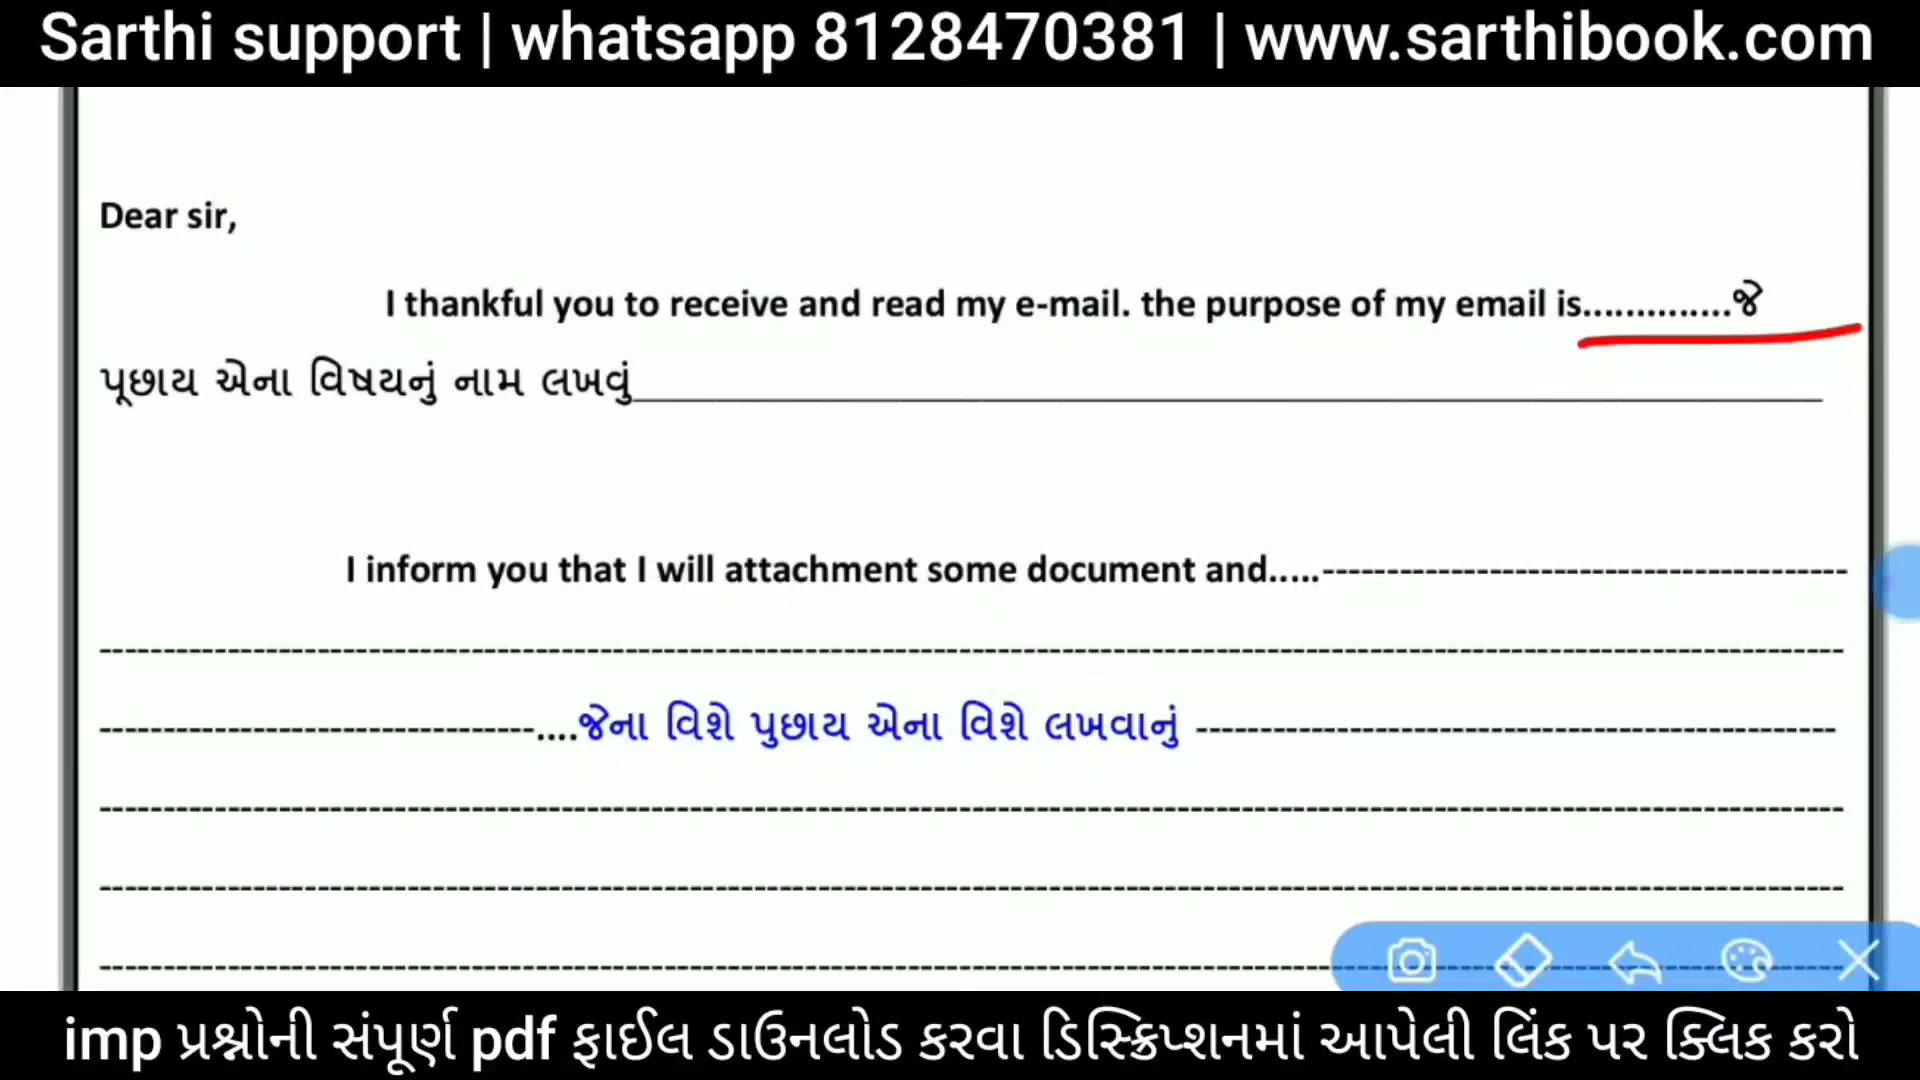 Sarthi support | whatsapp 8128470381 | www.sarthibook.com
Dear sir,
I thankful you to receive and read my e-mail. the purpose of my email is..............જે
પૂછાય એના વિષયનું નામ લખવું____________________
I inform you that I will attachment some document and.....--------------------
....જેના વિશે પુછાય એના વિશે લખવાનું
imp પ્રશ્નોની સંપૂર્ણ pdf ફાઈલ ડાઉનલોડ કરવા ડિસ્ક્રિપ્શનમાં આપેલી લિંક પર ક્લિક કરો